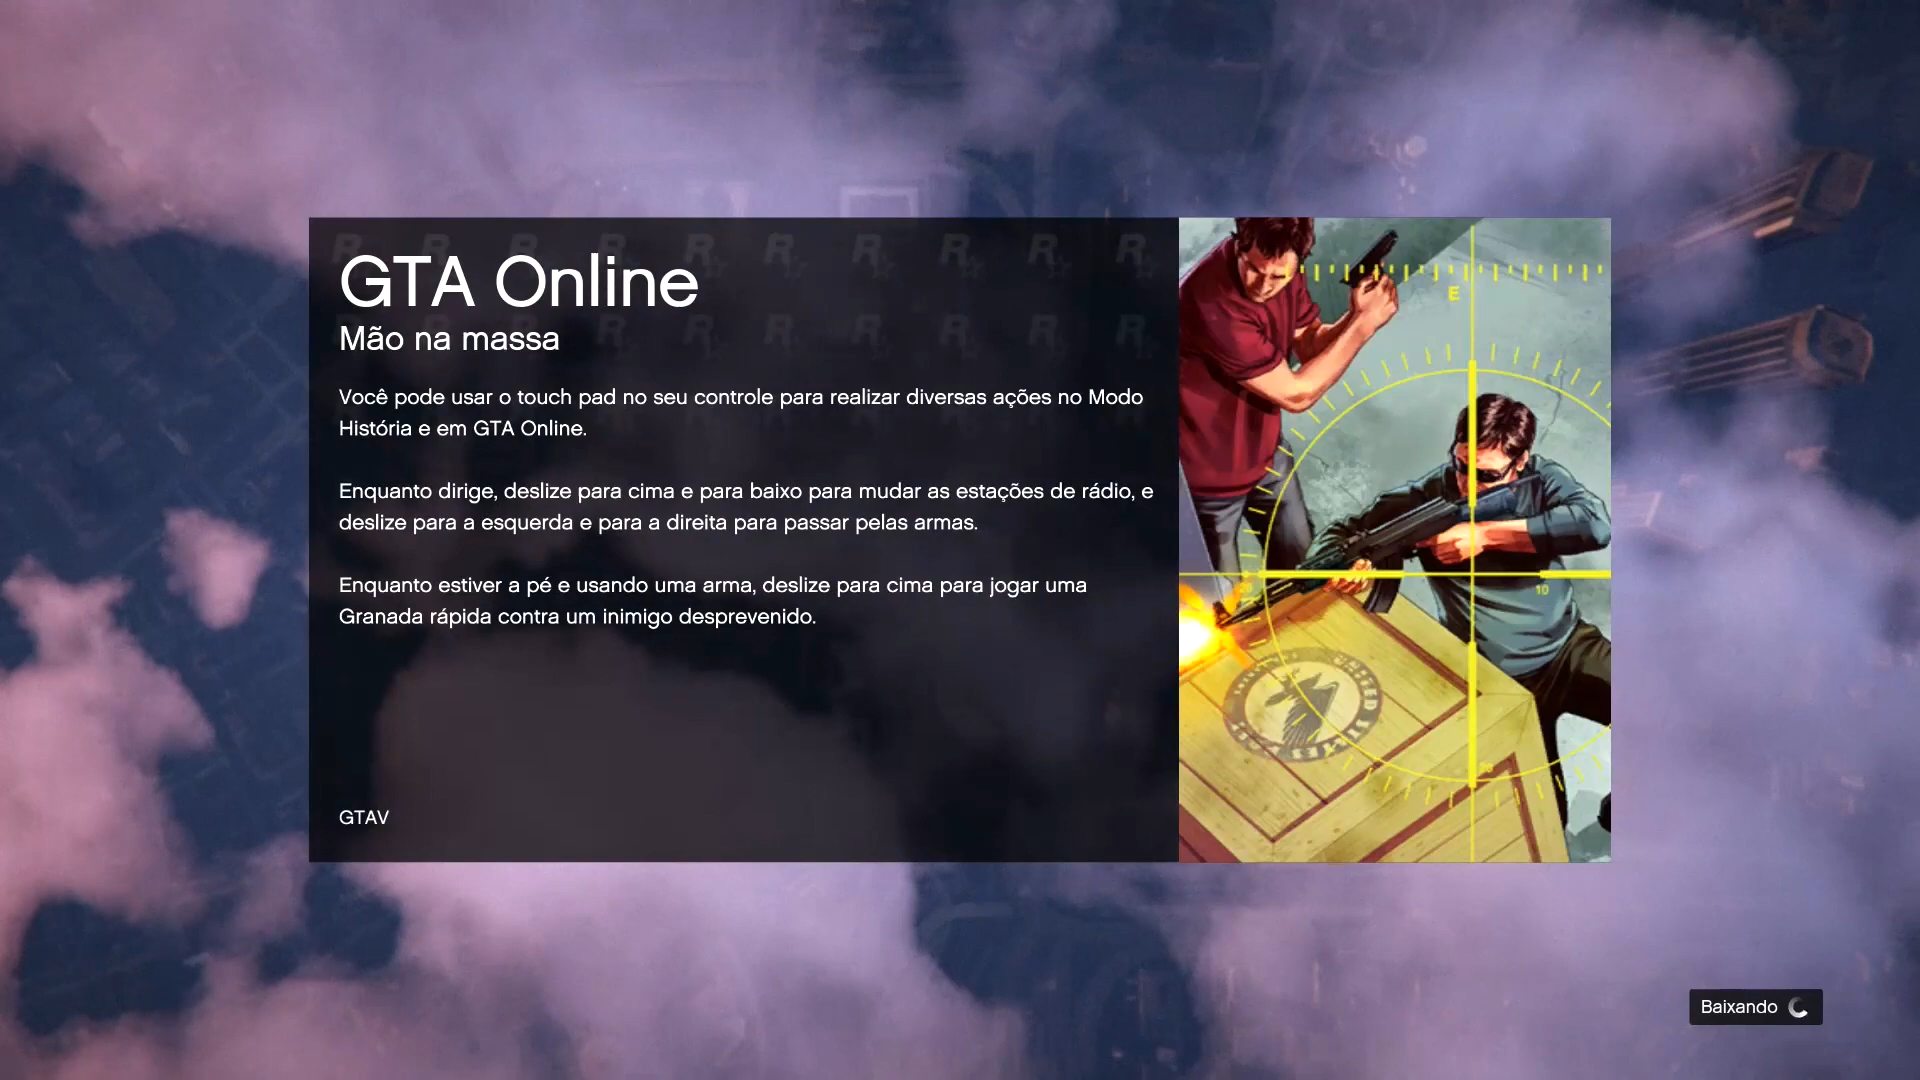 GTA Online
Mão na massa
Você pode usar o touch pad no seu controle para realizar diversas ações no Modo
História e em GTA Online.
Enquanto dirige, deslize para cima e para baixo para mudar as estações de rádio, e
deslize para a esquerda e para a direita para passar pelas armas.
Enquanto estiver a pé e usando uma arma, deslize para cima para jogar uma
Granada rápida contra um inimigo desprevenido.
GTAV
E
10
Baixando